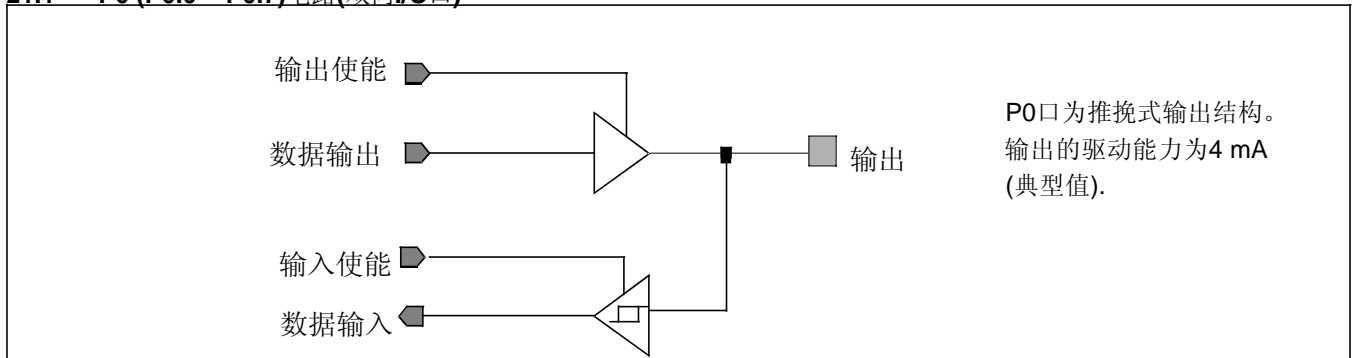 输出使能
数据输出
输出
P0口为推挽式输出结构。
输出的驱动能力为4 mA
(典型值).
输入使能
数据输入